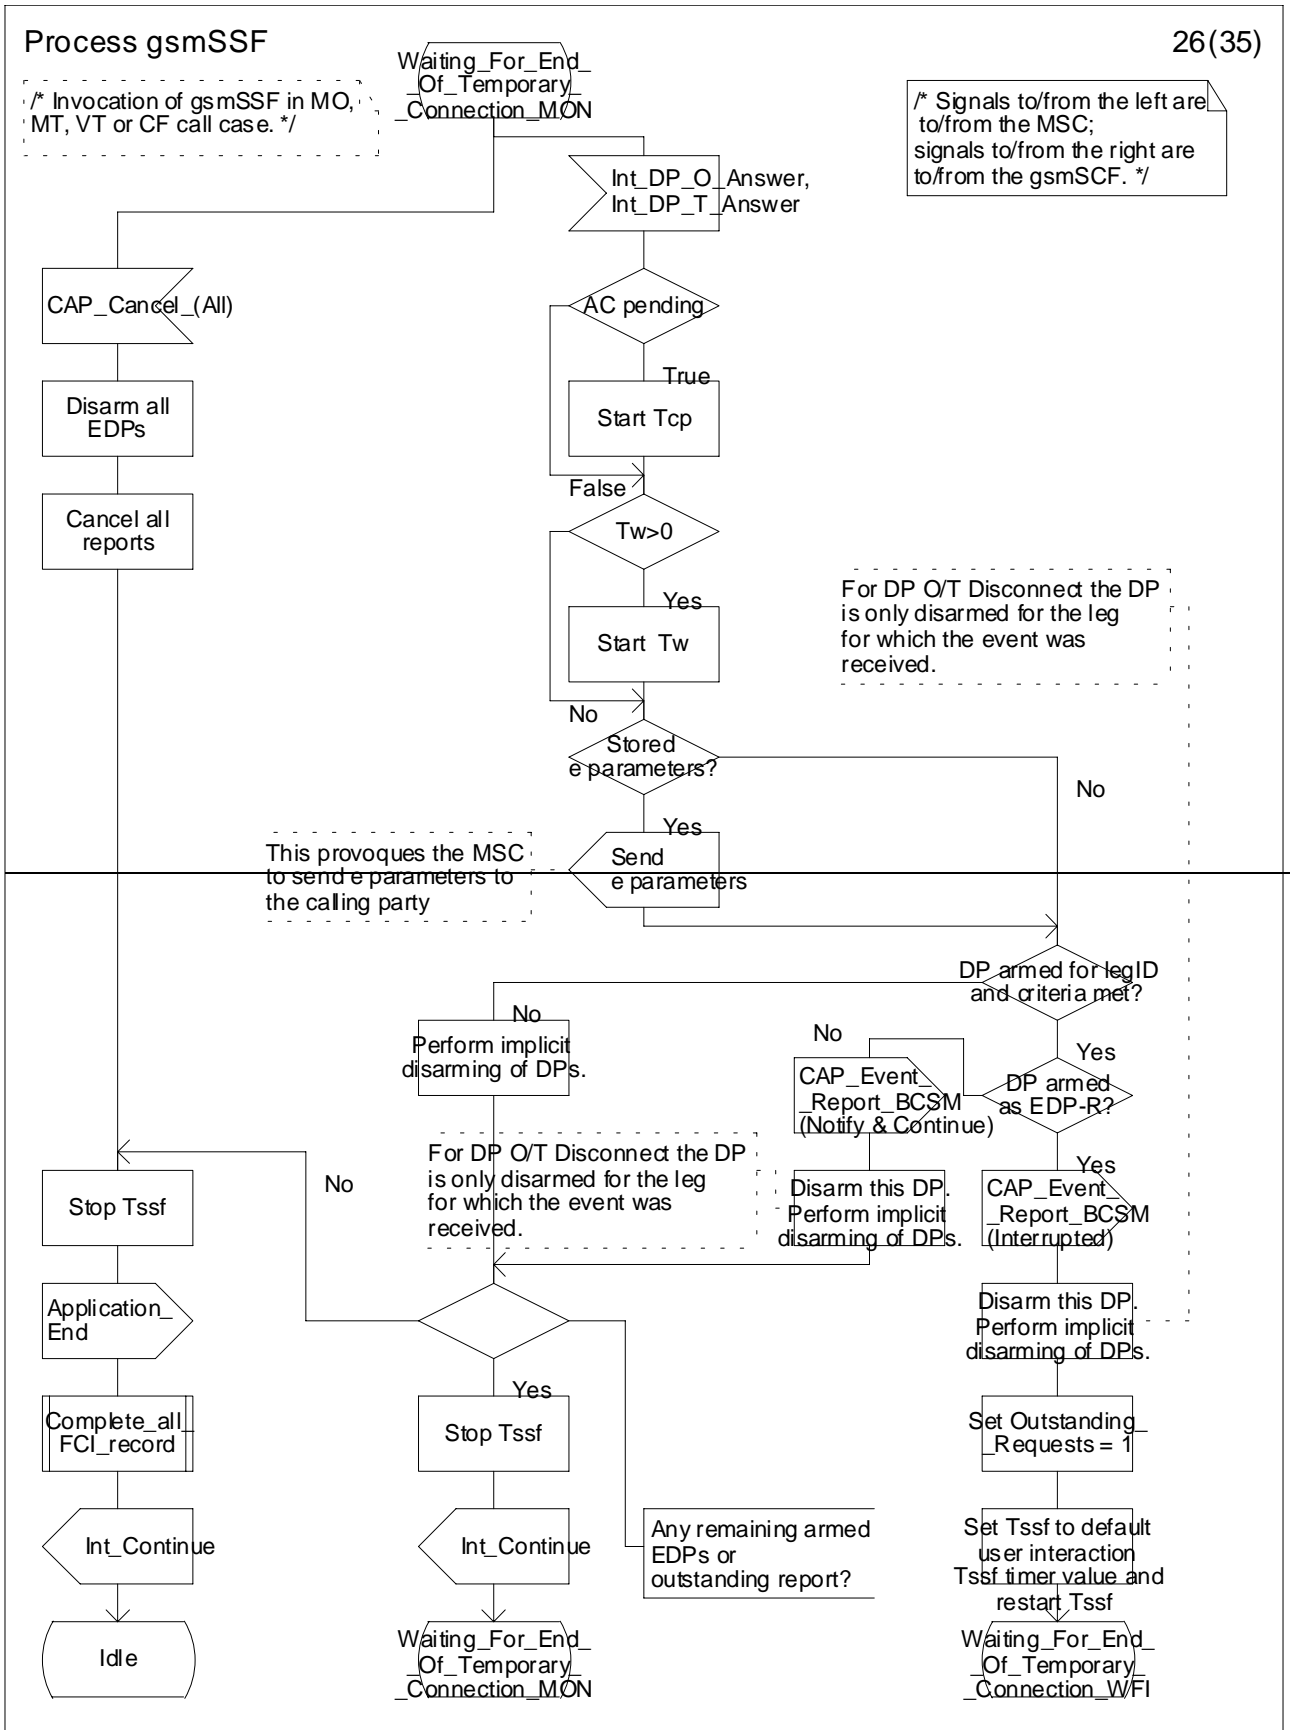 Process gsmSSF
26(35)
Waiting_For_End_
_Of_Temporary_
_Connection_MON
/* Invocation of gsmSSF in MO,
MT, VT or CF call case. */
/* Signals to/from the left are
to/from the MSC;
signals to/from the right are
to/from the gsmSCF. */
Int_DP_O_Answer,
Int_DP_T_Answer
CAP_Cancel_(All)
AC pending
True
Disarm all
EDPs
Start Tcp
False
Cancel all
reports
Tw>0
Yes
Start Tw
No
For DP O/T Disconnect the DP
is only disarmed for the leg
for which the event was
received.
Stored
e parameters?
No
Yes
Send
e parameters
This provoques the MSC
to send e parameters to
the calling party
DP armed for legID
and criteria met?
No
Perform implicit
disarming of DPs.
Yes
DP armed
as EDP-R?
No
CAP_Event_
_Report_BCSM
(Notify & Continue)
Yes
CAP_Event_
_Report_BCSM
(Interrupted)
For DP O/T Disconnect the DP
is only disarmed for the leg
for which the event was
received.
Disarm this DP.
Perform implicit
disarming of DPs.
No
Stop Tssf
Application_
End
Disarm this DP.
Perform implicit
disarming of DPs.
Yes
Complete_all_
FCI_record
Stop Tssf
Set Outstanding_
_Requests = 1
Int_Continue
Int_Continue
Any remaining armed
EDPs or
outstanding report?
Set Tssf to default
user interaction
Tssf timer value and
restart Tssf
Idle
Waiting_For_End_
_Of_Temporary_
_Connection_MON
Waiting_For_End_
_Of_Temporary_
_Connection_WFI